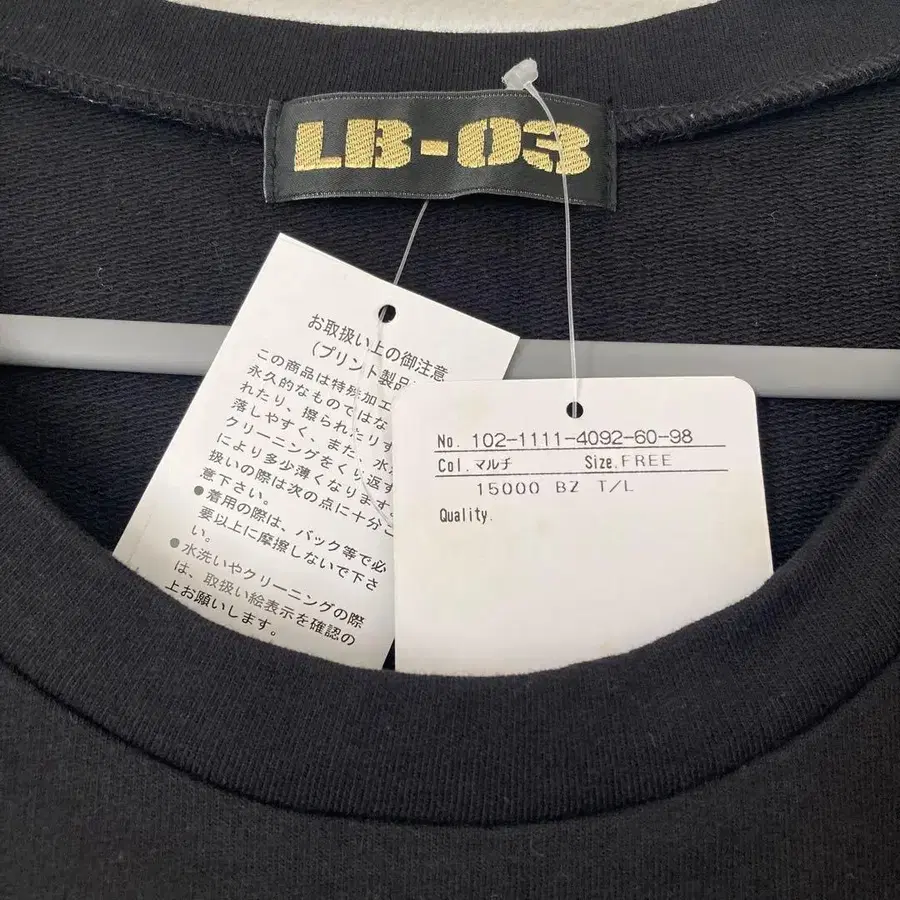 LB-03
お取扱い上の御注意
(プリント製品
この商品は特殊加工
永久的なものではな
れたり、擦られたりす
落しやすく、また、水
クリーニングをくり返す
により多少薄くなります
扱いの際は次の点に十分ご
意下さい。
●着用の際は、バック等で必
要以上に摩擦しないで下さ
い。
●水洗いやクリーニングの際
は、取扱い絵表示を確認の
上お願いします。
No. 102-1111-4092-60-98
Col. マルチ Size. FREE
15000 BZ T/L
Quality.